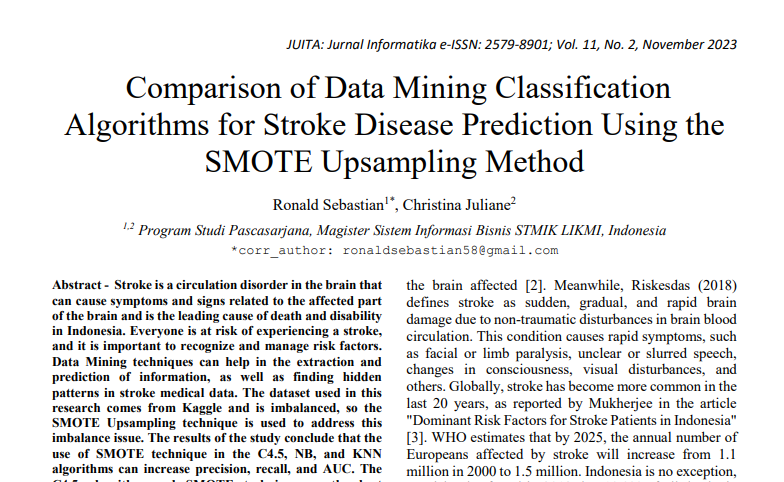 JUITA: Jurnal Informatika e-ISSN: 2579-8901; Vol. 11, No. 2, November 2023
Comparison of Data Mining Classification
Algorithms for Stroke Disease Prediction Using the
SMOTE Upsampling Method
Ronald Sebastian1*, Christina Juliane2
1,2 Program Studi Pascasarjana, Magister Sistem Informasi Bisnis STMIK LIKMI, Indonesia
*corr_author: ronaldsebastian58@gmail.com
Abstract - Stroke is a circulation disorder in the brain that
can cause symptoms and signs related to the affected part
of the brain and is the leading cause of death and disability
in Indonesia. Everyone is at risk of experiencing a stroke,
and it is important to recognize and manage risk factors.
Data Mining techniques can help in the extraction and
prediction of information, as well as finding hidden
patterns in stroke medical data. The dataset used in this
research comes from Kaggle and is imbalanced, so the
SMOTE Upsampling technique is used to address this
imbalance issue. The results of the study conclude that the
use of SMOTE technique in the C4.5, NB, and KNN
algorithms can increase precision, recall, and AUC. The
the brain affected [2]. Meanwhile, Riskesdas (2018)
defines stroke as sudden, gradual, and rapid brain
damage due to non-traumatic disturbances in brain blood
circulation. This condition causes rapid symptoms, such
as facial or limb paralysis, unclear or slurred speech,
changes in consciousness, visual disturbances, and
others. Globally, stroke has become more common in the
last 20 years, as reported by Mukherjee in the article
"Dominant Risk Factors for Stroke Patients in Indonesia"
[3]. WHO estimates that by 2025, the annual number of
Europeans affected by stroke will increase from 1.1
million in 2000 to 1.5 million. Indonesia is no exception,